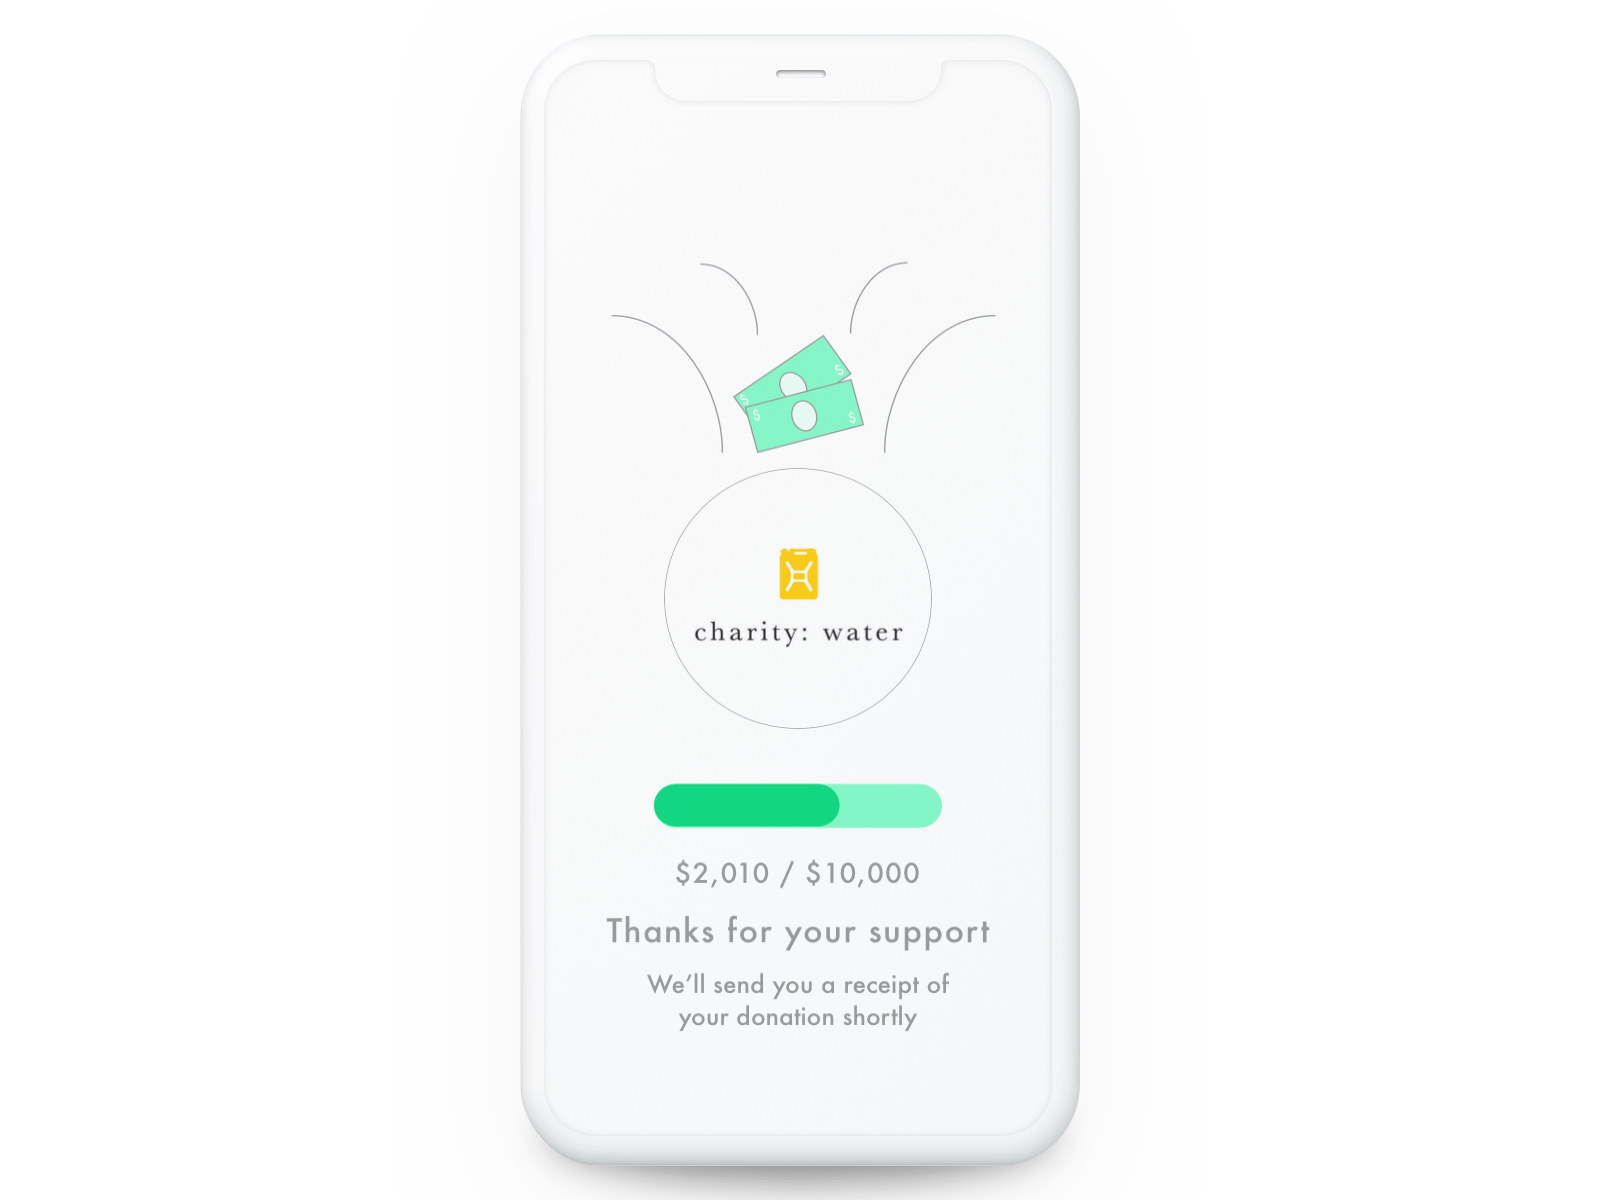 $ $
$ $
charity: water
$2,010 / $10,000
Thanks for your support
We’ll send you a receipt of
your donation shortly